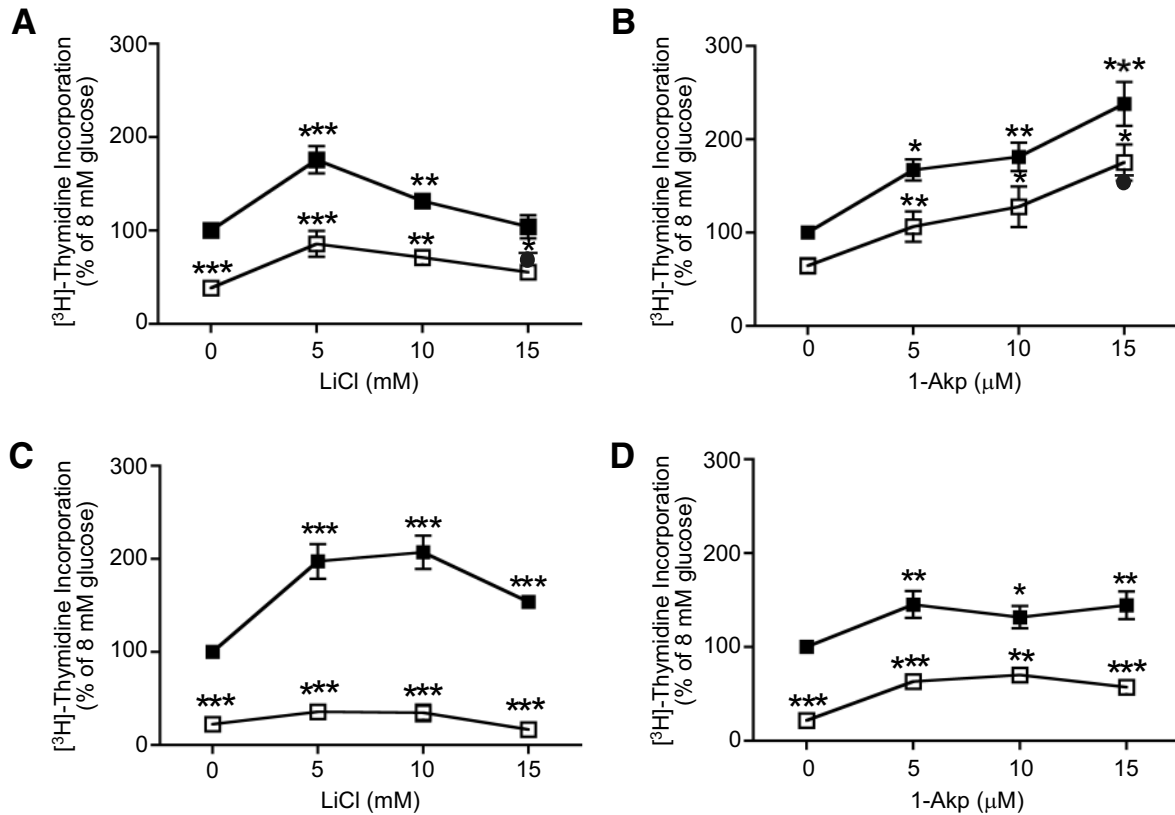 A
[³H]-Thymidine Incorporation
(% of 8 mM glucose)
300
200
100
0
***
***
**
***
**
*
0 5 10 15
LiCl (mM)
B
[³H]-Thymidine Incorporation
(% of 8 mM glucose)
300
200
100
0
***
*
**
*
**
*
0 5 10 15
1-Akp (μM)
C
[³H]-Thymidine Incorporation
(% of 8 mM glucose)
300
200
100
0
***
***
***
***
***
***
***
0 5 10 15
LiCl (mM)
D
[³H]-Thymidine Incorporation
(% of 8 mM glucose)
300
200
100
0
**
*
**
***
***
**
***
0 5 10 15
1-Akp (μM)